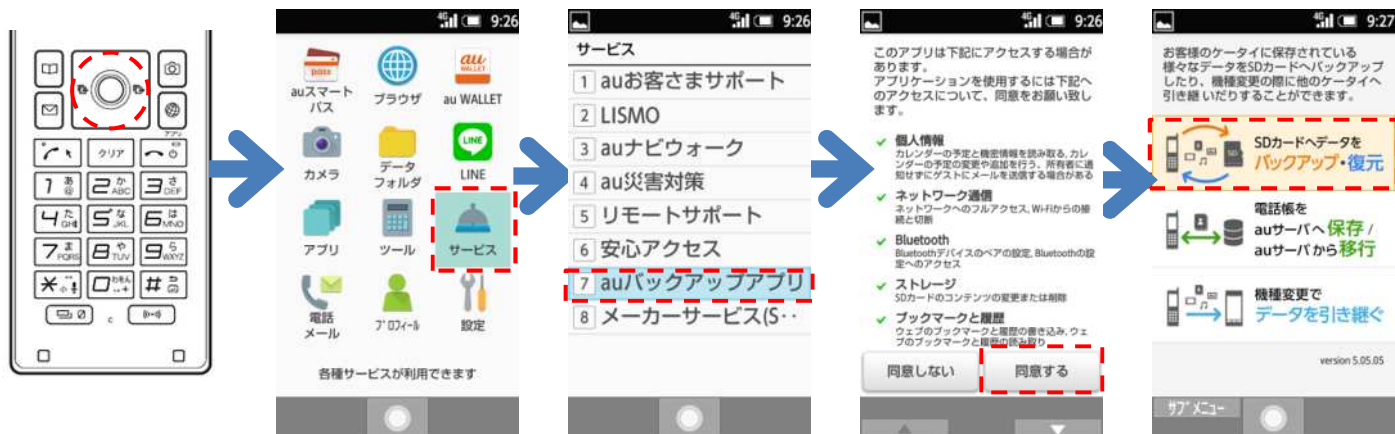 アプリ
クリア
1 あ @
2 か ABC
3 さ DEF
4 た GHI
5 な JKL
6 は MNO
7 ま PQRS
8 や TUV
9 ら WXYZ
4G 9:26
auスマート
パス
ブラウザ
au WALLET
カメラ
データ
フォルダ
LINE
アプリ
ツール
サービス
電話
メール
プロフィール
設定
各種サービスが利用できます
4G 9:26
サービス
1 auお客さまサポート
2 LISMO
3 auナビウォーク
4 au災害対策
5 リモートサポート
6 安心アクセス
7 auバックアップアプリ
8 メーカーサービス(S‥
4G 9:26
このアプリは下記にアクセスする場合が
あります。
アプリケーションを使用するには下記へ
のアクセスについて、同意をお願い致し
ます。
個人情報
カレンダーの予定と機密情報を読み取る, カレ
ンダーの予定の変更や追加を行う、所有者に通
知せずにゲストにメールを送信する場合がある
ネットワーク通信
ネットワークへのフルアクセス, Wi-Fiからの接
続と切断
Bluetooth
Bluetoothデバイスのペアの設定, Bluetoothの設
定へのアクセス
ストレージ
SDカードのコンテンツの変更または削除
ブックマークと履歴
ウェブのブックマークと履歴の書き込み, ウェ
ブのブックマークと履歴の読み取り
同意しない
同意する
4G 9:27
お客様のケータイに保存されている
様々なデータをSDカードへバックアップ
したり、機種変更の際に他のケータイへ
引き継いだりすることができます。
SDカードへデータを
バックアップ・復元
電話帳を
auサーバへ保存 /
auサーバから移行
機種変更で
データを引き継ぐ
version 5.05.05
サブメニュー